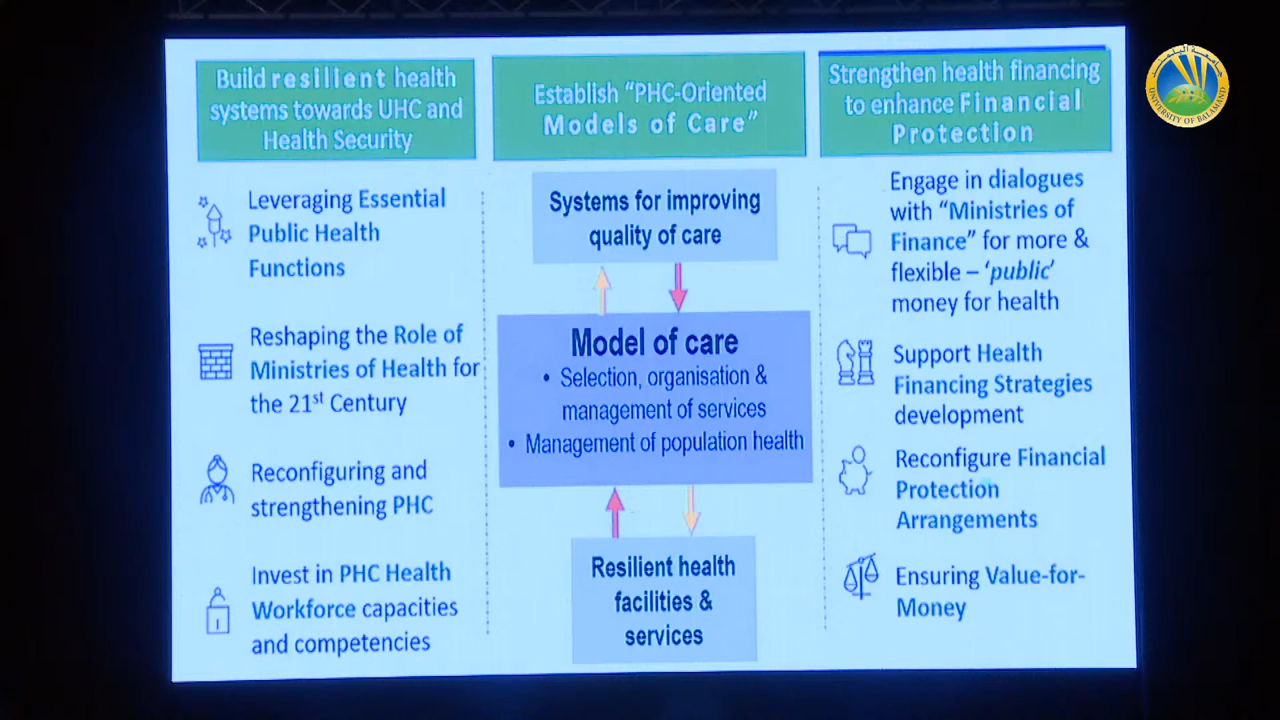 Build resilient health
systems towards UHC and
Health Security
Leveraging Essential
Public Health
Functions
Reshaping the Role of
Ministries of Health for
the 21st Century
Reconfiguring and
strengthening PHC
Invest in PHC Health
Workforce capacities
and competencies
Establish “PHC-Oriented
Models of Care”
Systems for improving
quality of care
Model of care
• Selection, organisation &
management of services
• Management of population health
Resilient health
facilities &
services
Strengthen health financing
to enhance Financial
Protection
Engage in dialogues
with “Ministries of
Finance” for more &
flexible – ‘public’
money for health
Support Health
Financing Strategies
development
Reconfigure Financial
Protection
Arrangements
Ensuring Value-for-
Money
جامعة البلمند
UNIVERSITY OF BALAMAND